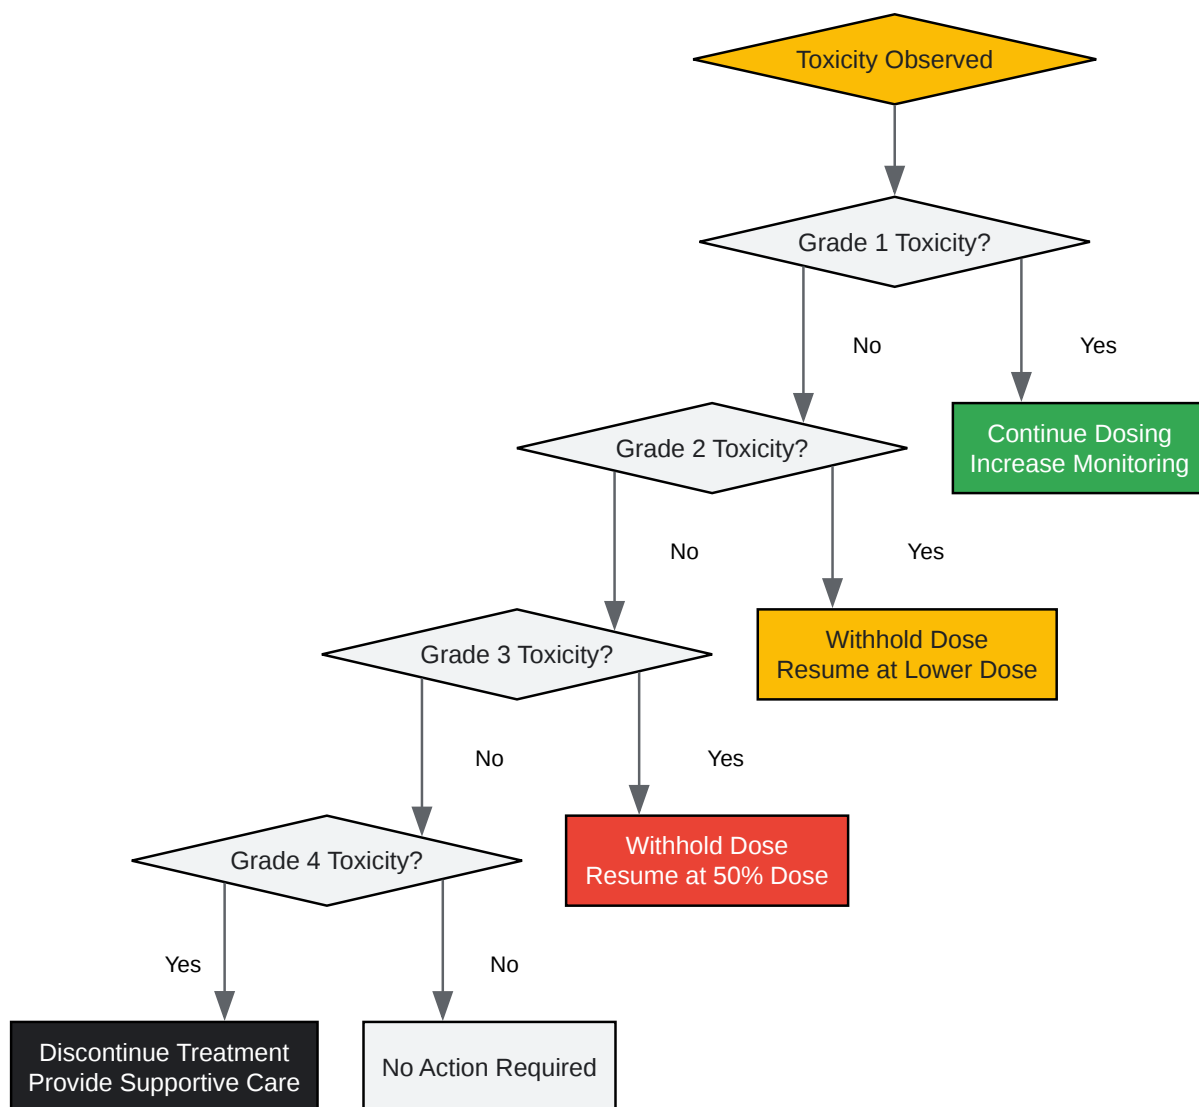 Toxicity Observed
Grade 1 Toxicity?
No
Yes
Continue Dosing
Increase Monitoring
Grade 2 Toxicity?
No
Yes
Withhold Dose
Resume at Lower Dose
Grade 3 Toxicity?
No
Yes
Withhold Dose
Resume at 50% Dose
Grade 4 Toxicity?
Yes
No
Discontinue Treatment
Provide Supportive Care
No Action Required